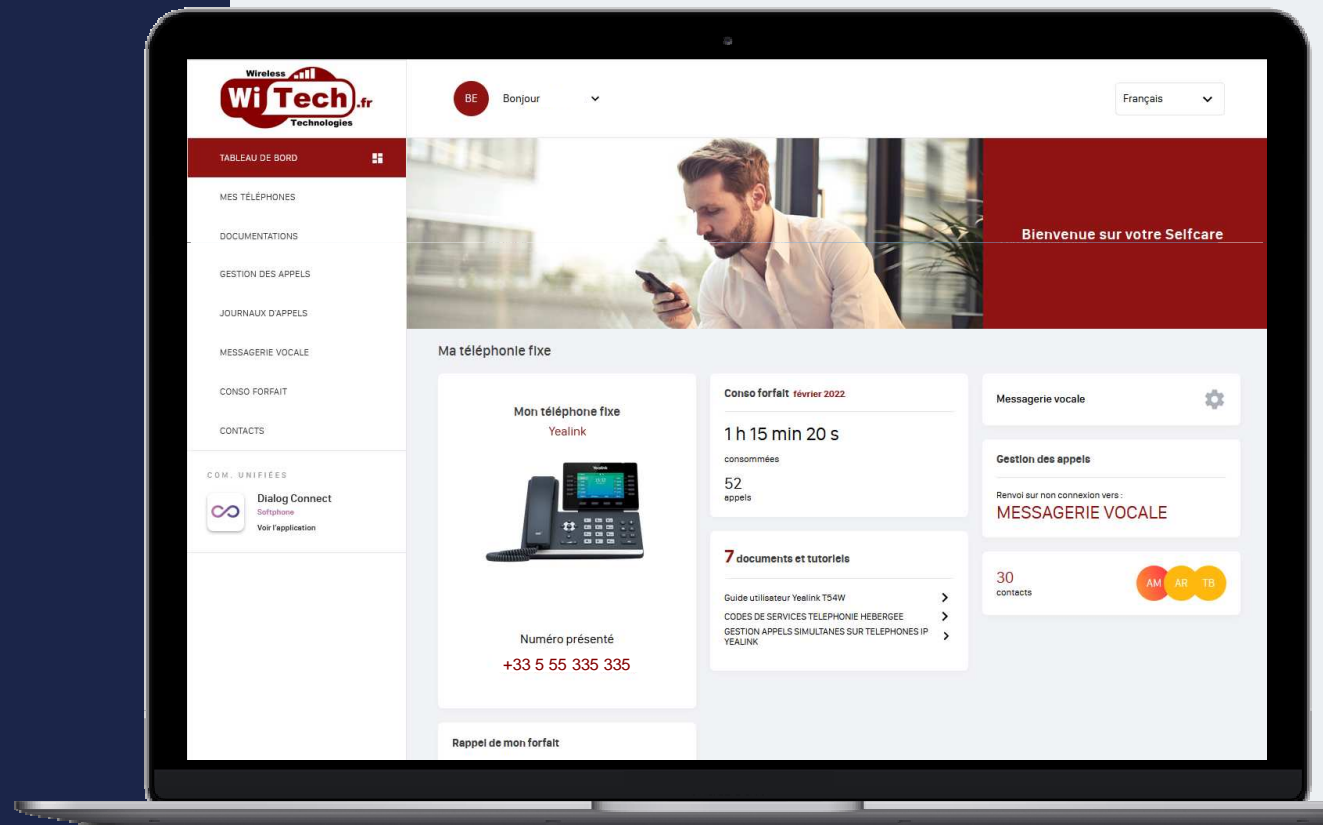 Wireless
WiTech.fr
Technologies
BE
Bonjour
Français
TABLEAU DE BORD
MES TÉLÉPHONES
DOCUMENTATIONS
GESTION DES APPELS
JOURNAUX D'APPELS
MESSAGERIE VOCALE
CONSO FORFAIT
CONTACTS
COM. UNIFIÉES
Dialog Connect
Softphone
Voir l'application
Bienvenue sur votre Selfcare
Ma téléphonie fixe
Mon téléphone fixe
Yealink
Numéro présenté
+33 5 55 335 335
Rappel de mon forfait
Conso forfait février 2022
1 h 15 min 20 s
consommées
52
appels
7 documents et tutoriels
Guide utilisateur Yealink T54W
CODES DE SERVICES TELEPHONIE HEBERGEE
GESTION APPELS SIMULTANES SUR TELEPHONES IP
YEALINK
Messagerie vocale
Gestion des appels
Renvoi sur non connexion vers :
MESSAGERIE VOCALE
30
contacts
AM
AR
TB